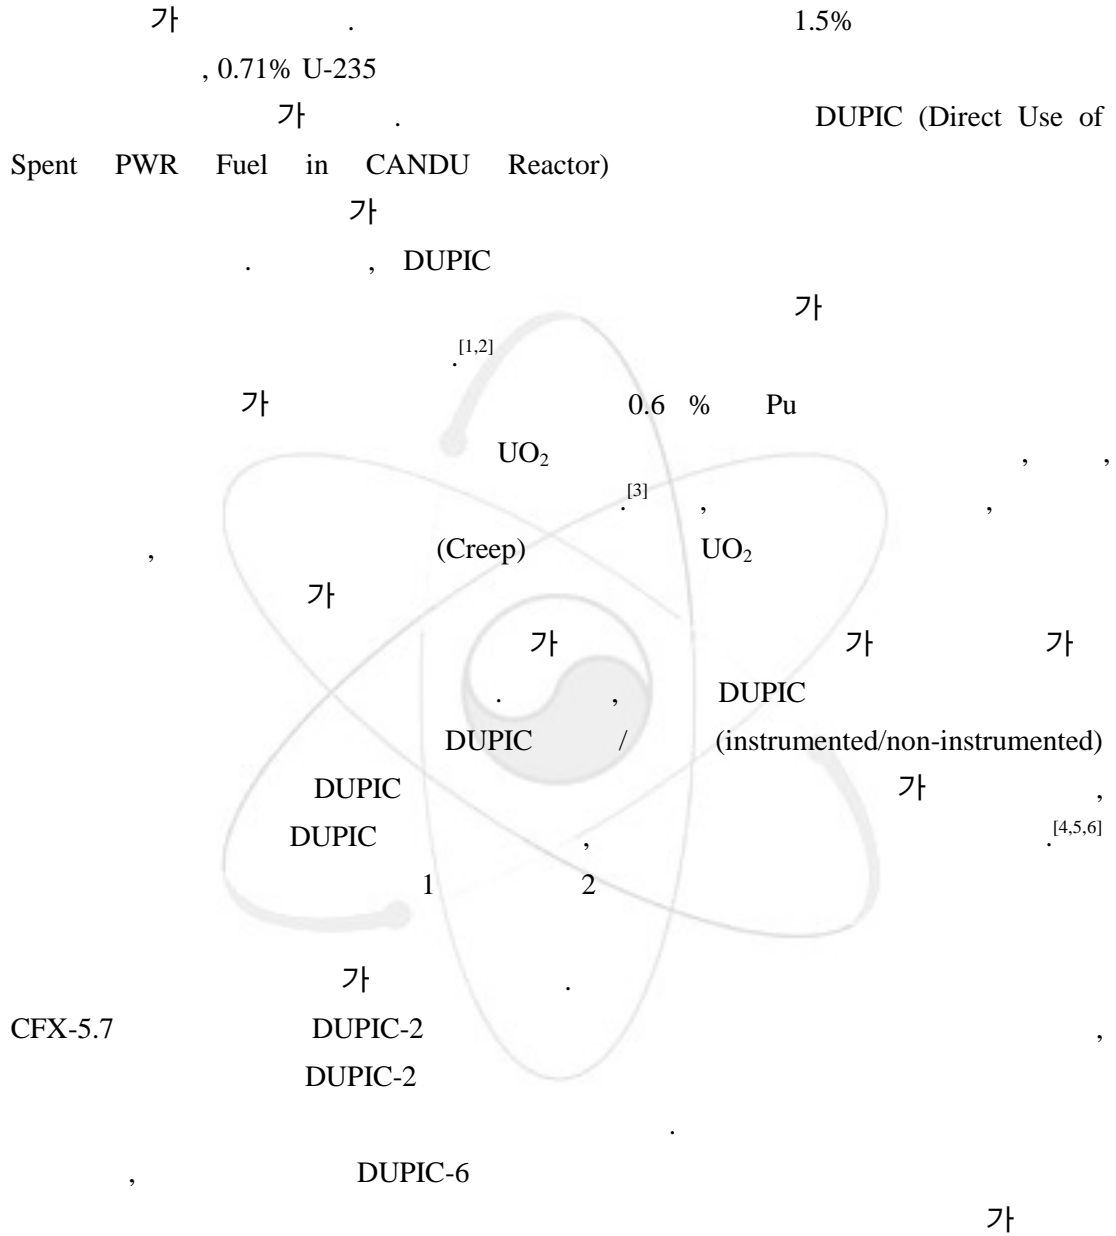 가 . 1.5%
, 0.71% U-235
가 . DUPIC (Direct Use of
Spent PWR Fuel in CANDU Reactor)
가
. , DUPIC
가
.[1,2]
가 0.6 % Pu
UO₂ , ,
.[3] , ,
, (Creep) UO₂
가
가 가 가
. , DUPIC
DUPIC / (instrumented/non-instrumented)
DUPIC 가 ,
DUPIC , .[4,5,6]
1 2
가 .
CFX-5.7 DUPIC-2 ,
DUPIC-2
.
, DUPIC-6
가